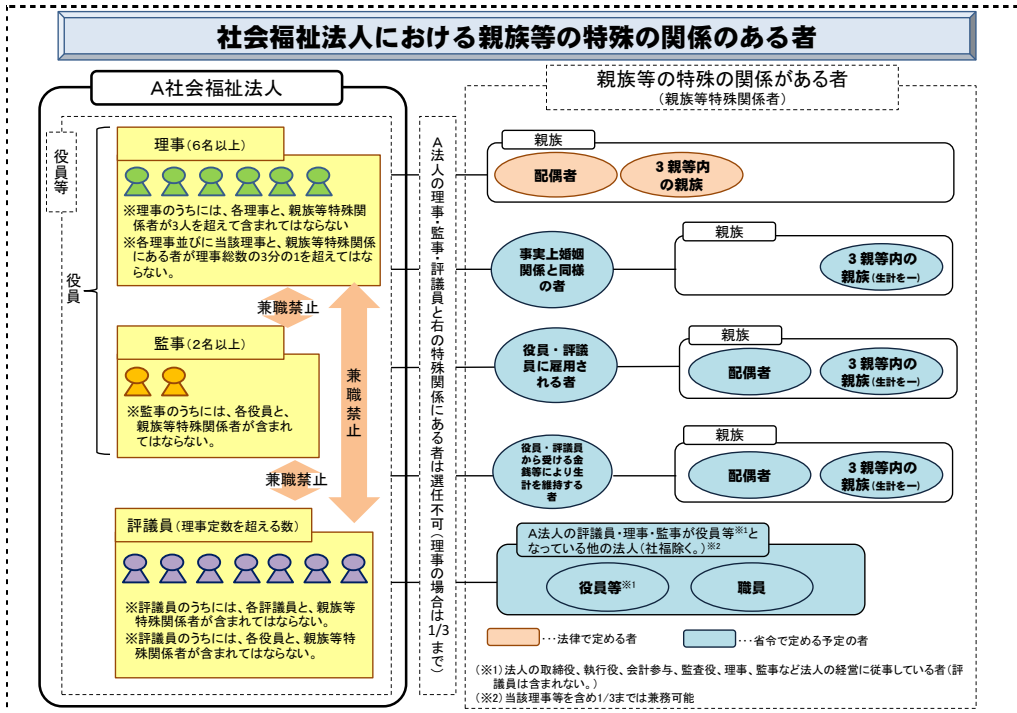 社会福祉法人における親族等の特殊の関係のある者
A社会福祉法人
役員等
役員
理事(6名以上)
※理事のうちには、各理事と、親族等特殊関
係者が3人を超えて含まれてはならない
※各理事並びに当該理事と、親族等特殊関係
にある者が理事総数の3分の1を超えてはな
らない。
兼職禁止
監事(2名以上)
※監事のうちには、各役員と、
親族等特殊関係者が含まれ
てはならない。
兼職禁止
兼職禁止
評議員(理事定数を超える数)
※評議員のうちには、各評議員と、親族等
特殊関係者が含まれてはならない。
※評議員のうちには、各役員と、親族等特
殊関係者が含まれてはならない。
A法人の理事・監事・評議員と右の特殊関係にある者は選任不可(理事の場合は1/3まで)
親族等の特殊の関係がある者
(親族等特殊関係者)
親族
配偶者
3親等内
の親族
事実上婚姻
関係と同様
の者
親族
3親等内の
親族(生計を一)
役員・評議
員に雇用さ
れる者
親族
配偶者
3親等内の
親族(生計を一)
役員・評議員
から受ける金
銭等により生
計を維持する
者
親族
配偶者
3親等内の
親族(生計を一)
A法人の評議員・理事・監事が役員等※1と
なっている他の法人(社福除く。)※2
役員等※1
職員
・・・法律で定める者
・・・省令で定める予定の者
(※1)法人の取締役、執行役、会計参与、監査役、理事、監事など法人の経営に従事している者(評
議員は含まれない。)
(※2)当該理事等を含め1/3までは兼務可能